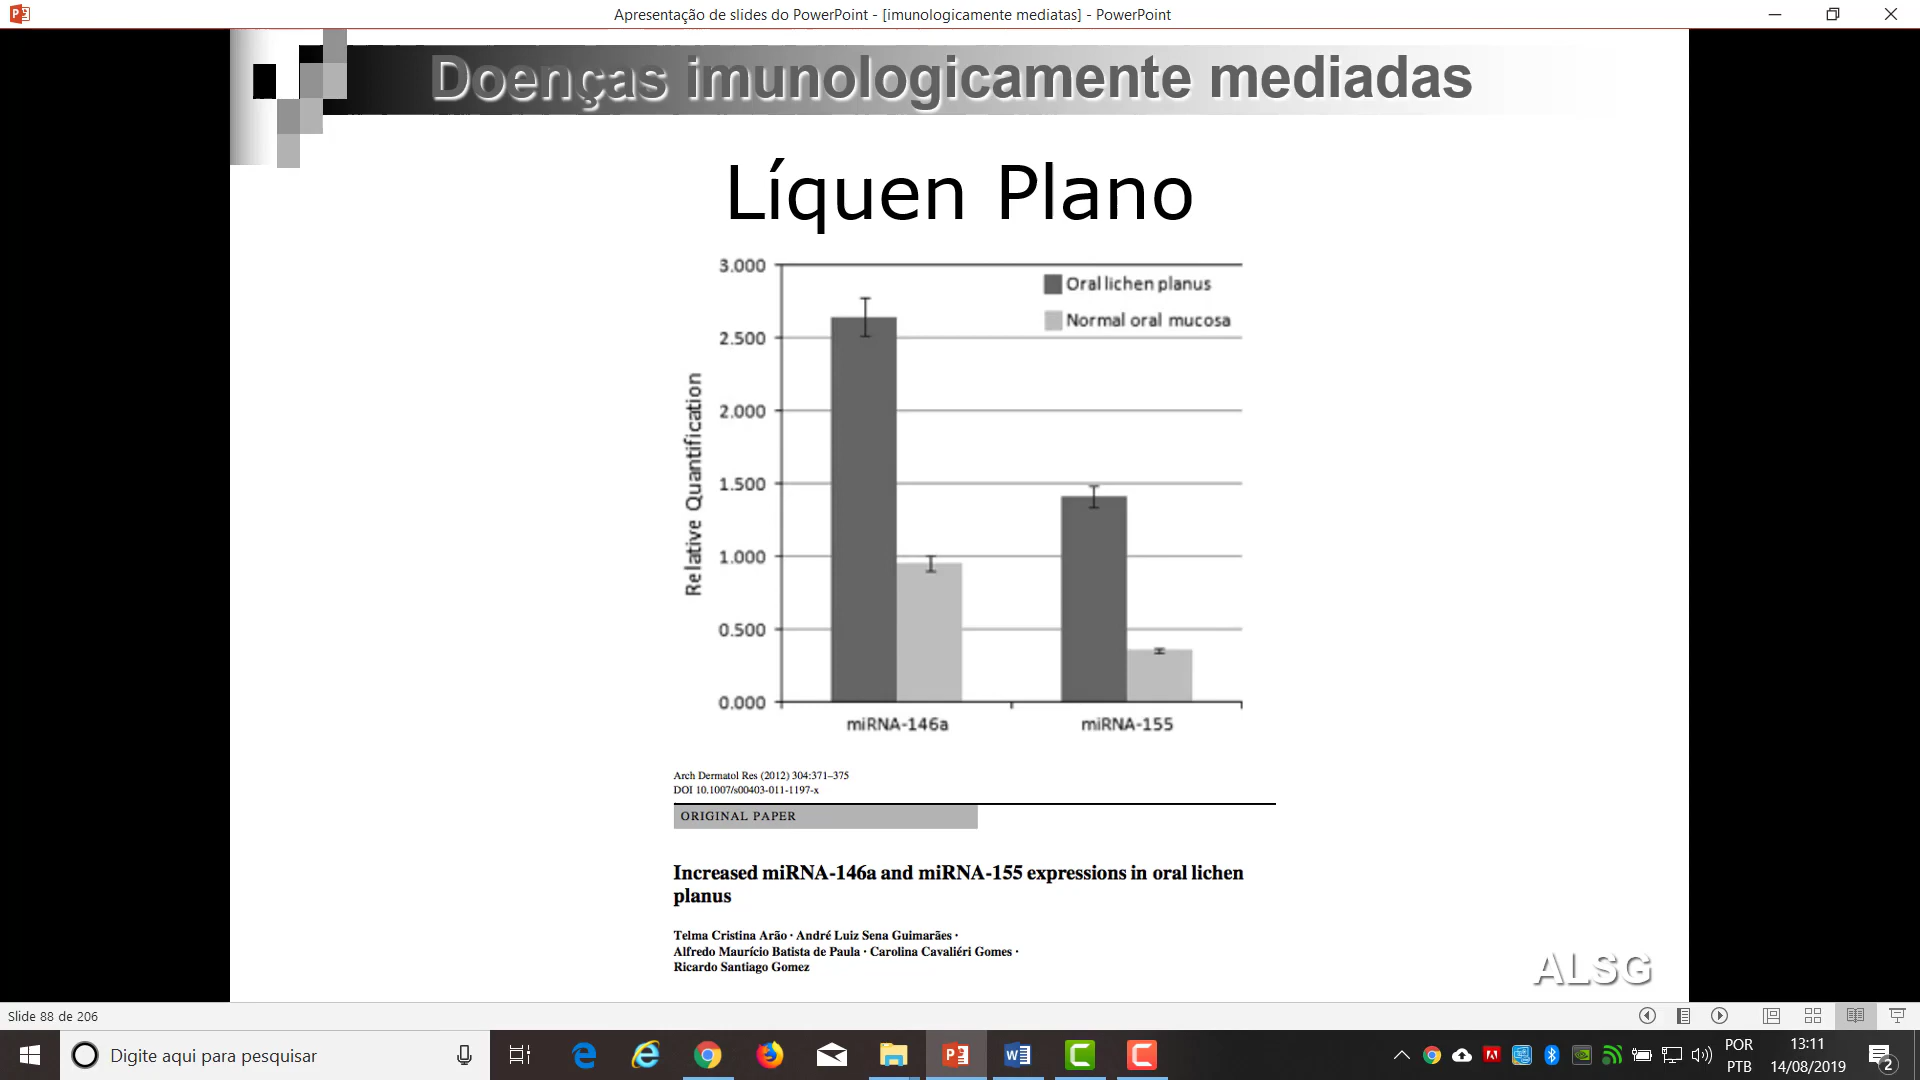 Apresentação de slides do PowerPoint - [imunologicamente mediatas] - PowerPoint
Doenças imunologicamente mediadas
Líquen Plano
3.000
2.500
2.000
1.500
1.000
0.500
0.000
Relative Quantification
Oral lichen planus
Normal oral mucosa
miRNA-146a
miRNA-155
Arch Dermatol Res (2012) 304:371–375
DOI 10.1007/s00403-011-1197-x
ORIGINAL PAPER
Increased miRNA-146a and miRNA-155 expressions in oral lichen
planus
Telma Cristina Arão · André Luiz Sena Guimarães ·
Alfredo Maurício Batista de Paula · Carolina Cavaliéri Gomes ·
Ricardo Santiago Gomez
ALSG
Slide 88 de 206
Digite aqui para pesquisar
POR
PTB
13:11
14/08/2019
2